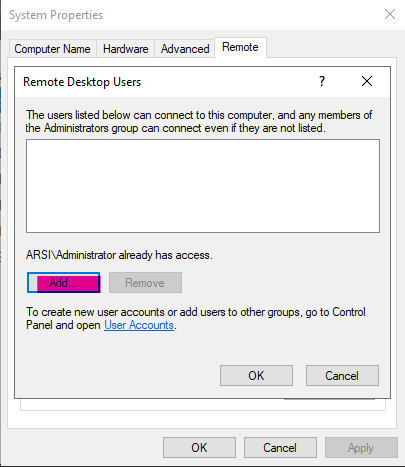 System Properties
Computer Name Hardware Advanced Remote
Remote Desktop Users
?
The users listed below can connect to this computer, and any members of
the Administrators group can connect even if they are not listed.
ARSI\Administrator already has access.
Add... Remove
To create new user accounts or add users to other groups, go to Control
Panel and open User Accounts.
OK Cancel
OK Cancel Apply